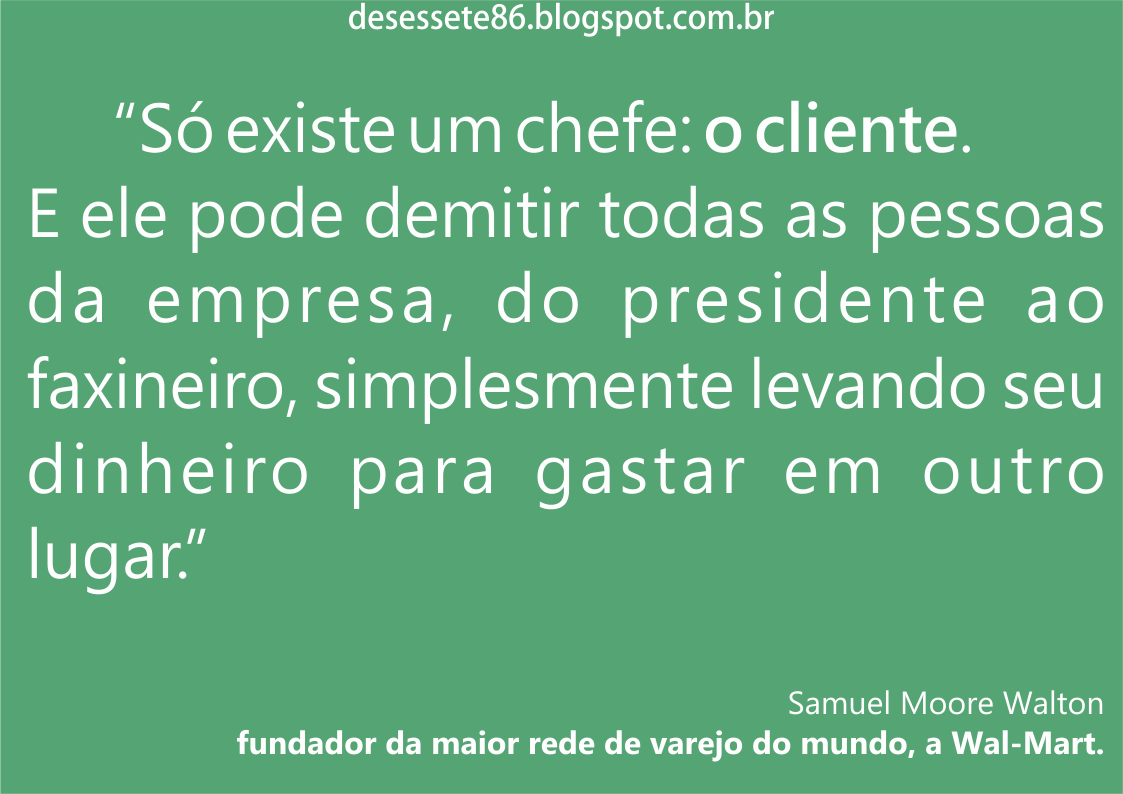 desessete86.blogspot.com.br
“Só existe um chefe: o cliente.
E ele pode demitir todas as pessoas
da empresa, do presidente ao
faxineiro, simplesmente levando seu
dinheiro para gastar em outro
lugar.”
Samuel Moore Walton
fundador da maior rede de varejo do mundo, a Wal-Mart.